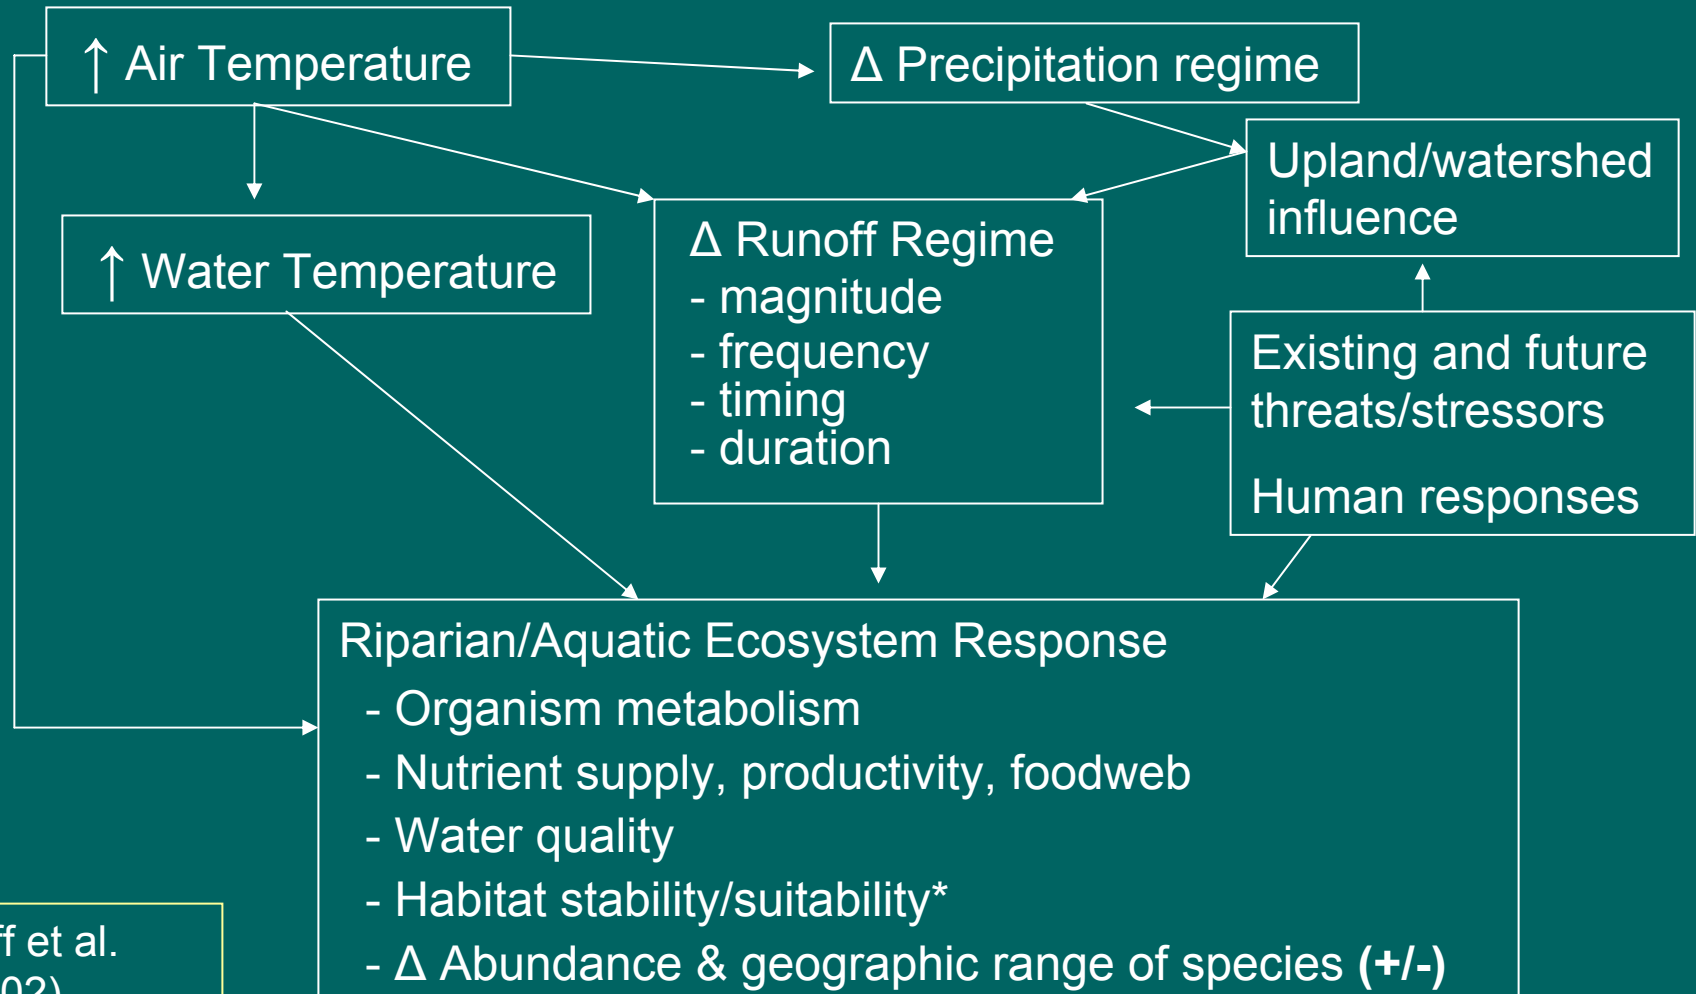 ↑ Air Temperature
Δ Precipitation regime
Upland/watershed
influence
↑ Water Temperature
Δ Runoff Regime
- magnitude
- frequency
- timing
- duration
Existing and future
threats/stressors
Human responses
Riparian/Aquatic Ecosystem Response
- Organism metabolism
- Nutrient supply, productivity, foodweb
- Water quality
- Habitat stability/suitability*
- Δ Abundance & geographic range of species (+/-)
et al.